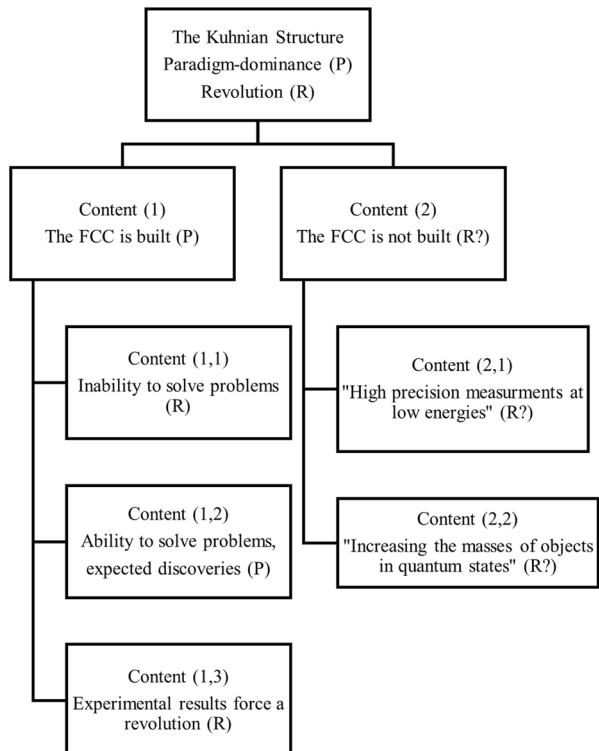 The Kuhnian Structure
Paradigm-dominance (P)
Revolution (R)
Content (1)
The FCC is built (P)
Content (2)
The FCC is not built (R?)
Content (1,1)
Inability to solve problems
(R)
Content (2,1)
"High precision measurments at
low energies" (R?)
Content (1,2)
Ability to solve problems,
expected discoveries (P)
Content (2,2)
"Increasing the masses of objects
in quantum states" (R?)
Content (1,3)
Experimental results force a
revolution (R)